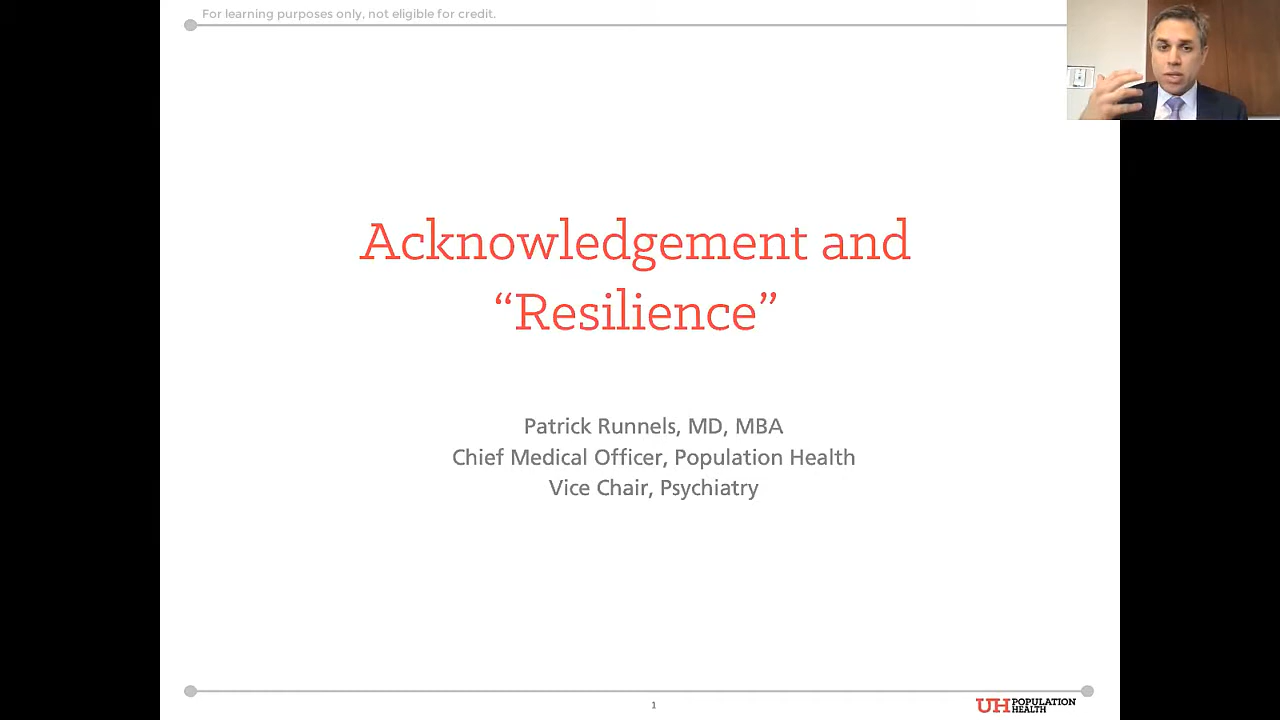 For learning purposes only, not eligible for credit.
Acknowledgement and
“Resilience”
Patrick Runnels, MD, MBA
Chief Medical Officer, Population Health
Vice Chair, Psychiatry
1
UH POPULATION
HEALTH